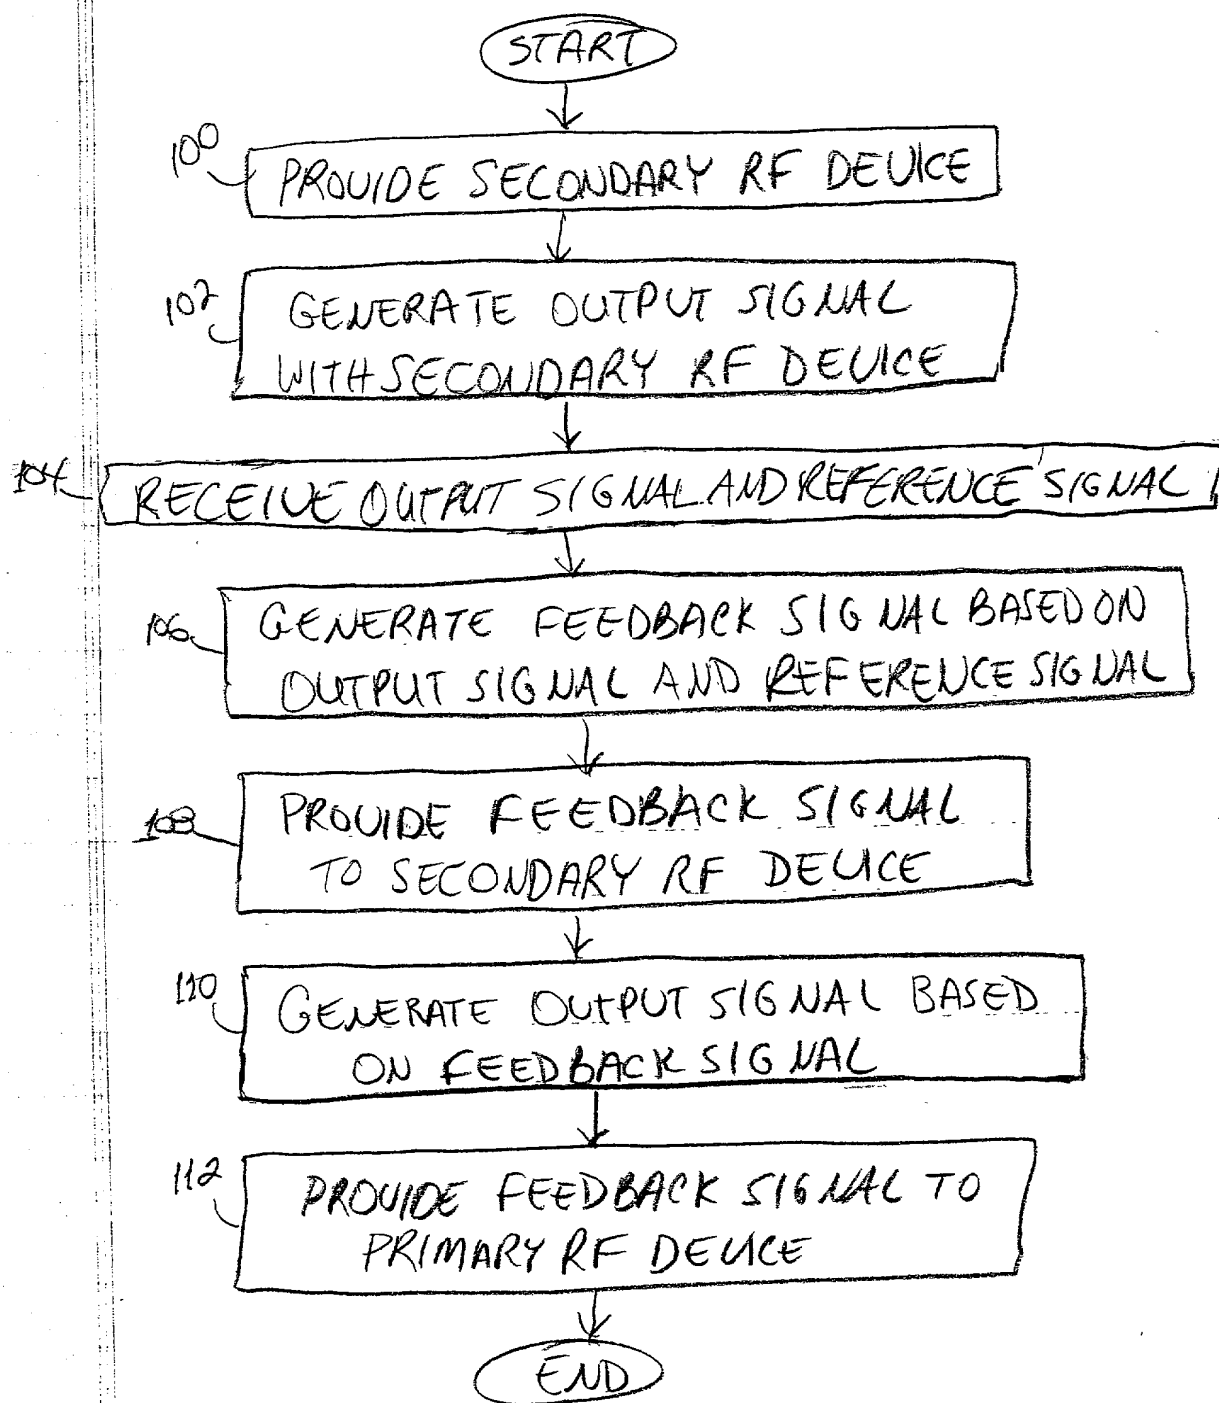 START
100
PROVIDE SECONDARY RF DEVICE
102
GENERATE OUTPUT SIGNAL
WITH SECONDARY RF DEVICE
104
RECEIVE OUTPUT SIGNAL AND REFERENCE SIGNAL
106
GENERATE FEEDBACK SIGNAL BASED ON
OUTPUT SIGNAL AND REFERENCE SIGNAL
108
PROVIDE FEEDBACK SIGNAL
TO SECONDARY RF DEVICE
110
GENERATE OUTPUT SIGNAL BASED
ON FEEDBACK SIGNAL
112
PROVIDE FEEDBACK SIGNAL TO
PRIMARY RF DEVICE
END